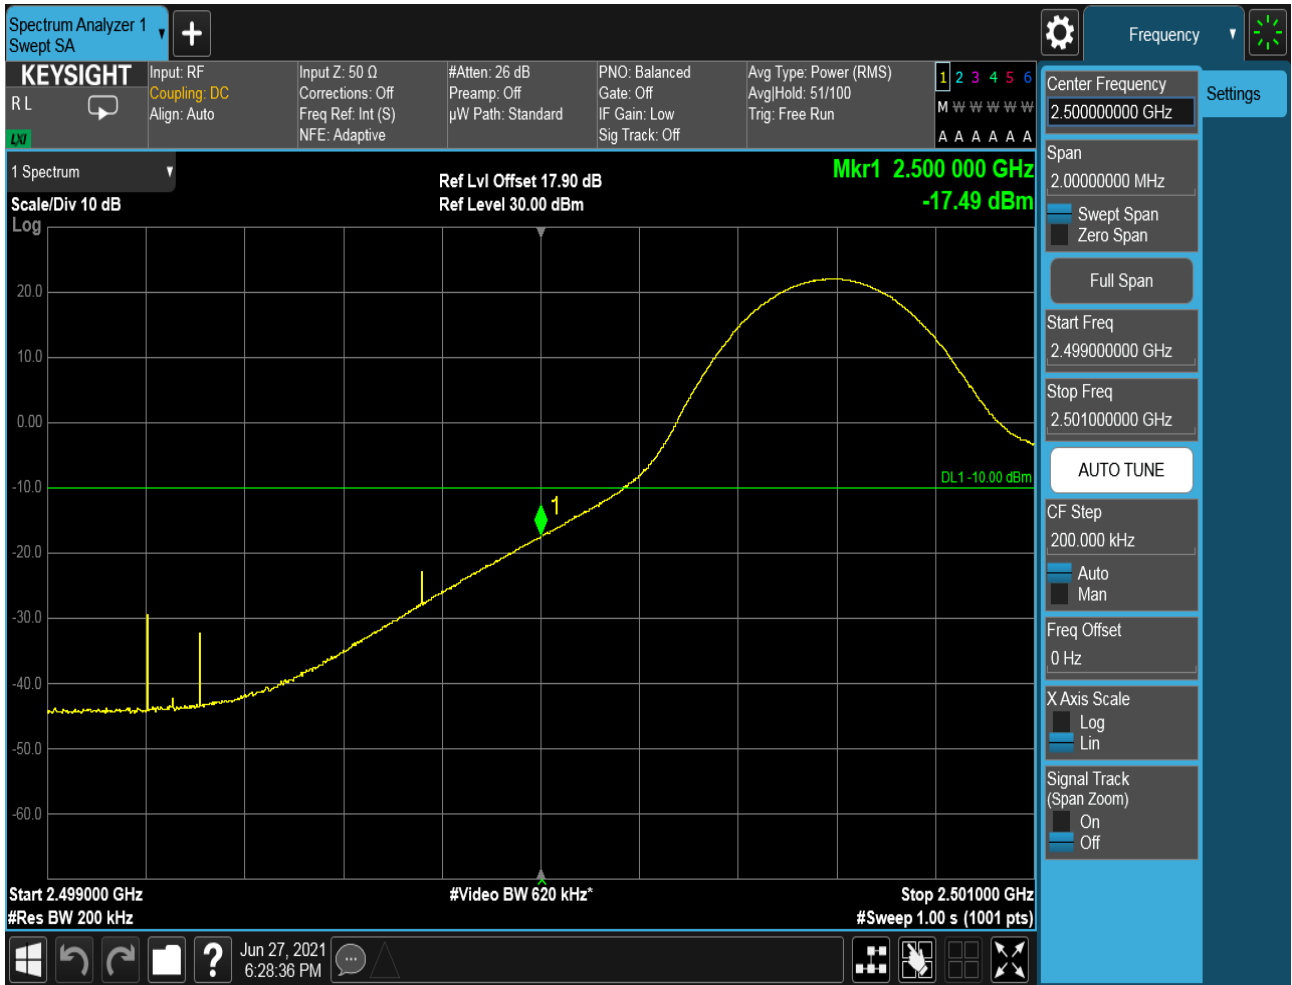 Spectrum Analyzer 1
Swept SA
Frequency
KEYSIGHT
R L
LXI
Input: RF
Coupling: DC
Align: Auto
Input Z: 50 Ω
Corrections: Off
Freq Ref: Int (S)
NFE: Adaptive
#Atten: 26 dB
Preamp: Off
µW Path: Standard
PNO: Balanced
Gate: Off
IF Gain: Low
Sig Track: Off
Avg Type: Power (RMS)
Avg|Hold: 51/100
Trig: Free Run
1 2 3 4 5 6
M W W W W W
A A A A A A
1 Spectrum
Scale/Div 10 dB
Log
Ref Lvl Offset 17.90 dB
Ref Level 30.00 dBm
Mkr1 2.500 000 GHz
-17.49 dBm
20.0
10.0
0.00
-10.0
-20.0
-30.0
-40.0
-50.0
-60.0
DL1 -10.00 dBm
1
Start 2.499000 GHz
#Res BW 200 kHz
#Video BW 620 kHz*
Stop 2.501000 GHz
#Sweep 1.00 s (1001 pts)
Jun 27, 2021
6:28:36 PM
Center Frequency
2.500000000 GHz
Settings
Span
2.00000000 MHz
Swept Span
Zero Span
Full Span
Start Freq
2.499000000 GHz
Stop Freq
2.501000000 GHz
AUTO TUNE
CF Step
200.000 kHz
Auto
Man
Freq Offset
0 Hz
X Axis Scale
Log
Lin
Signal Track
(Span Zoom)
On
Off